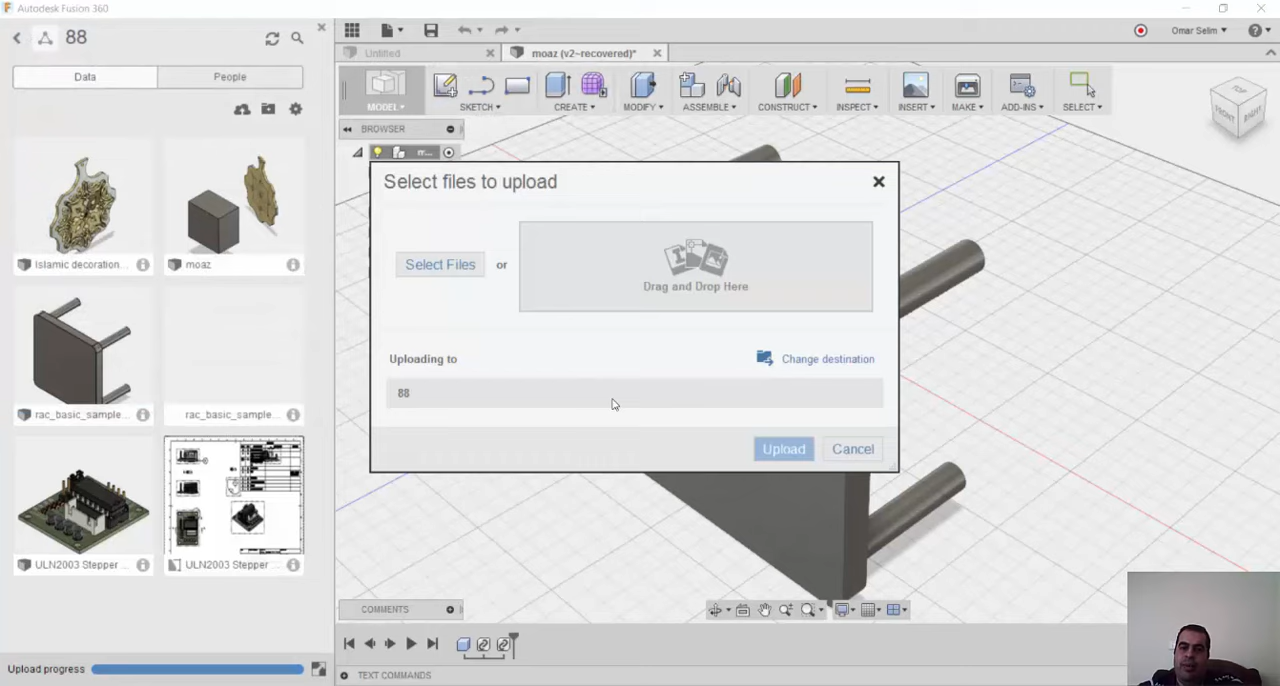 Autodesk Fusion 360
88
Omar Selim
Untitled
moaz (v2~recovered)*
Data
People
MODEL
SKETCH
CREATE
MODIFY
ASSEMBLE
CONSTRUCT
INSPECT
INSERT
MAKE
ADD-INS
SELECT
TOP
FRONT
RIGHT
BROWSER
m...
Select files to upload
Select Files
or
Drag and Drop Here
Uploading to
Change destination
88
Upload
Cancel
Islamic decoration...
moaz
rac_basic_sample...
rac_basic_sample...
ULN2003 Stepper ...
ULN2003 Stepper ...
COMMENTS
Upload progress
TEXT COMMANDS